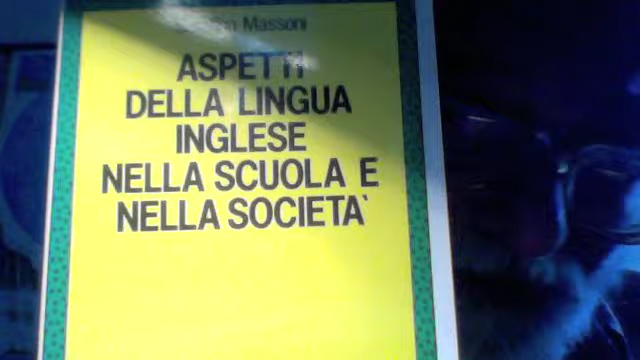 Massoni
ASPETTI
DELLA LINGUA
INGLESE
NELLA SCUOLA E
NELLA SOCIETA`